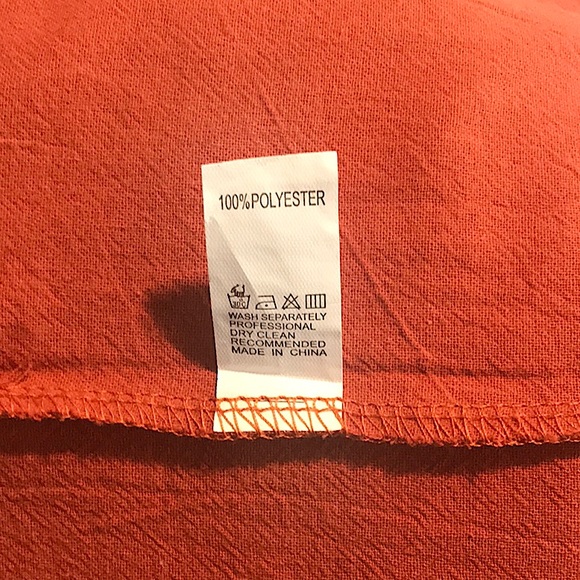 100%POLYESTER
WASH SEPARATELY
PROFESSIONAL
DRY CLEAN
RECOMMENDED
MADE IN CHINA